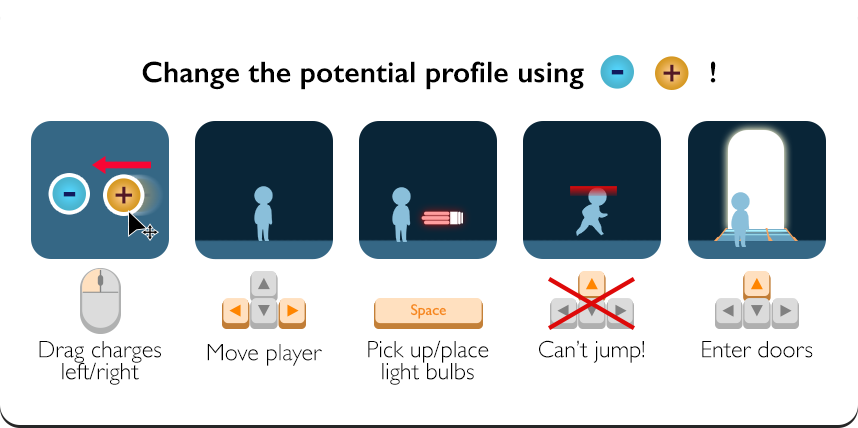 Change the potential profile using - + !
Space
Drag charges left/right
Move player
Pick up/place light bulbs
Can't jump!
Enter doors